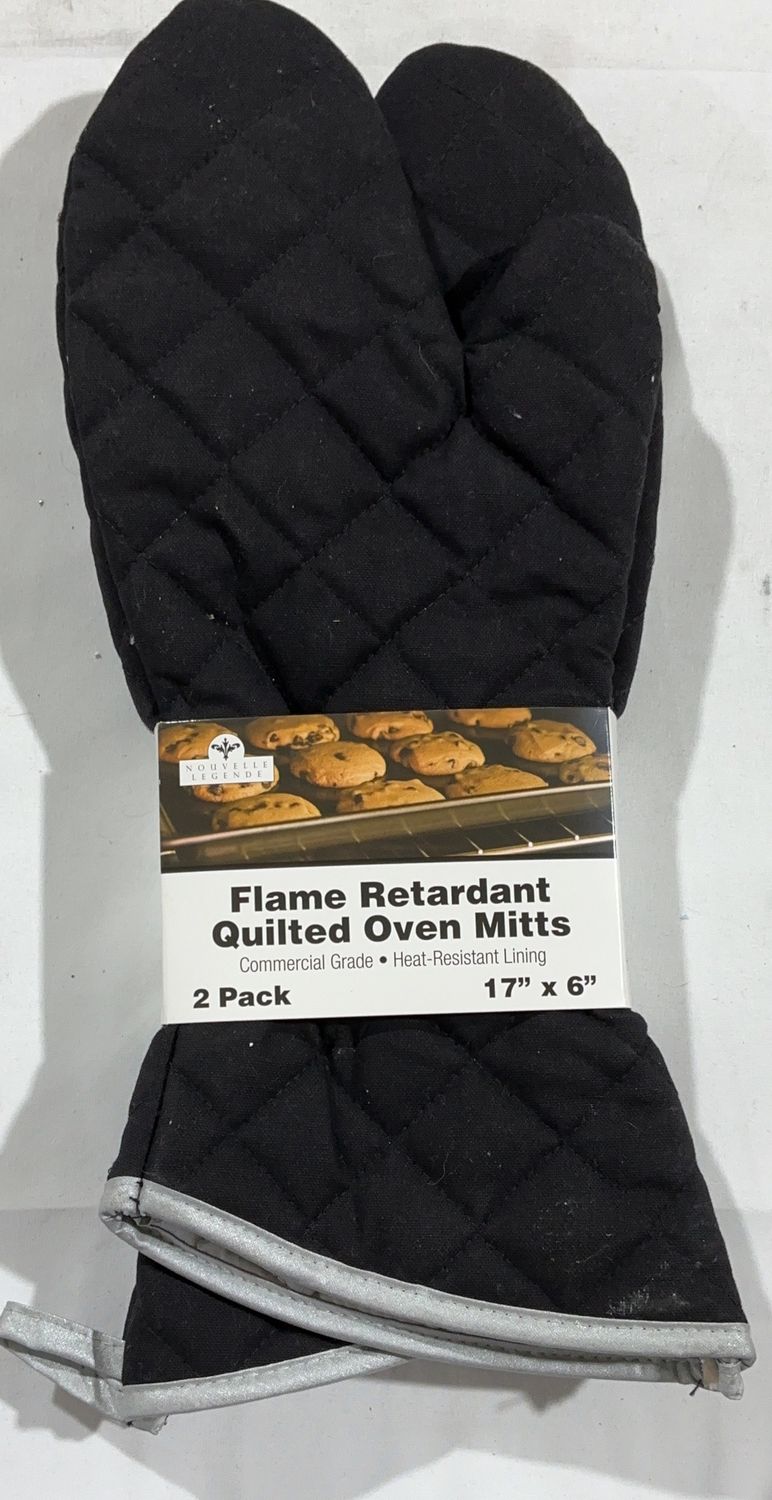 NOUVELLE
LEGENDE
Flame Retardant
Quilted Oven Mitts
Commercial Grade • Heat-Resistant Lining
2 Pack
17” x 6”